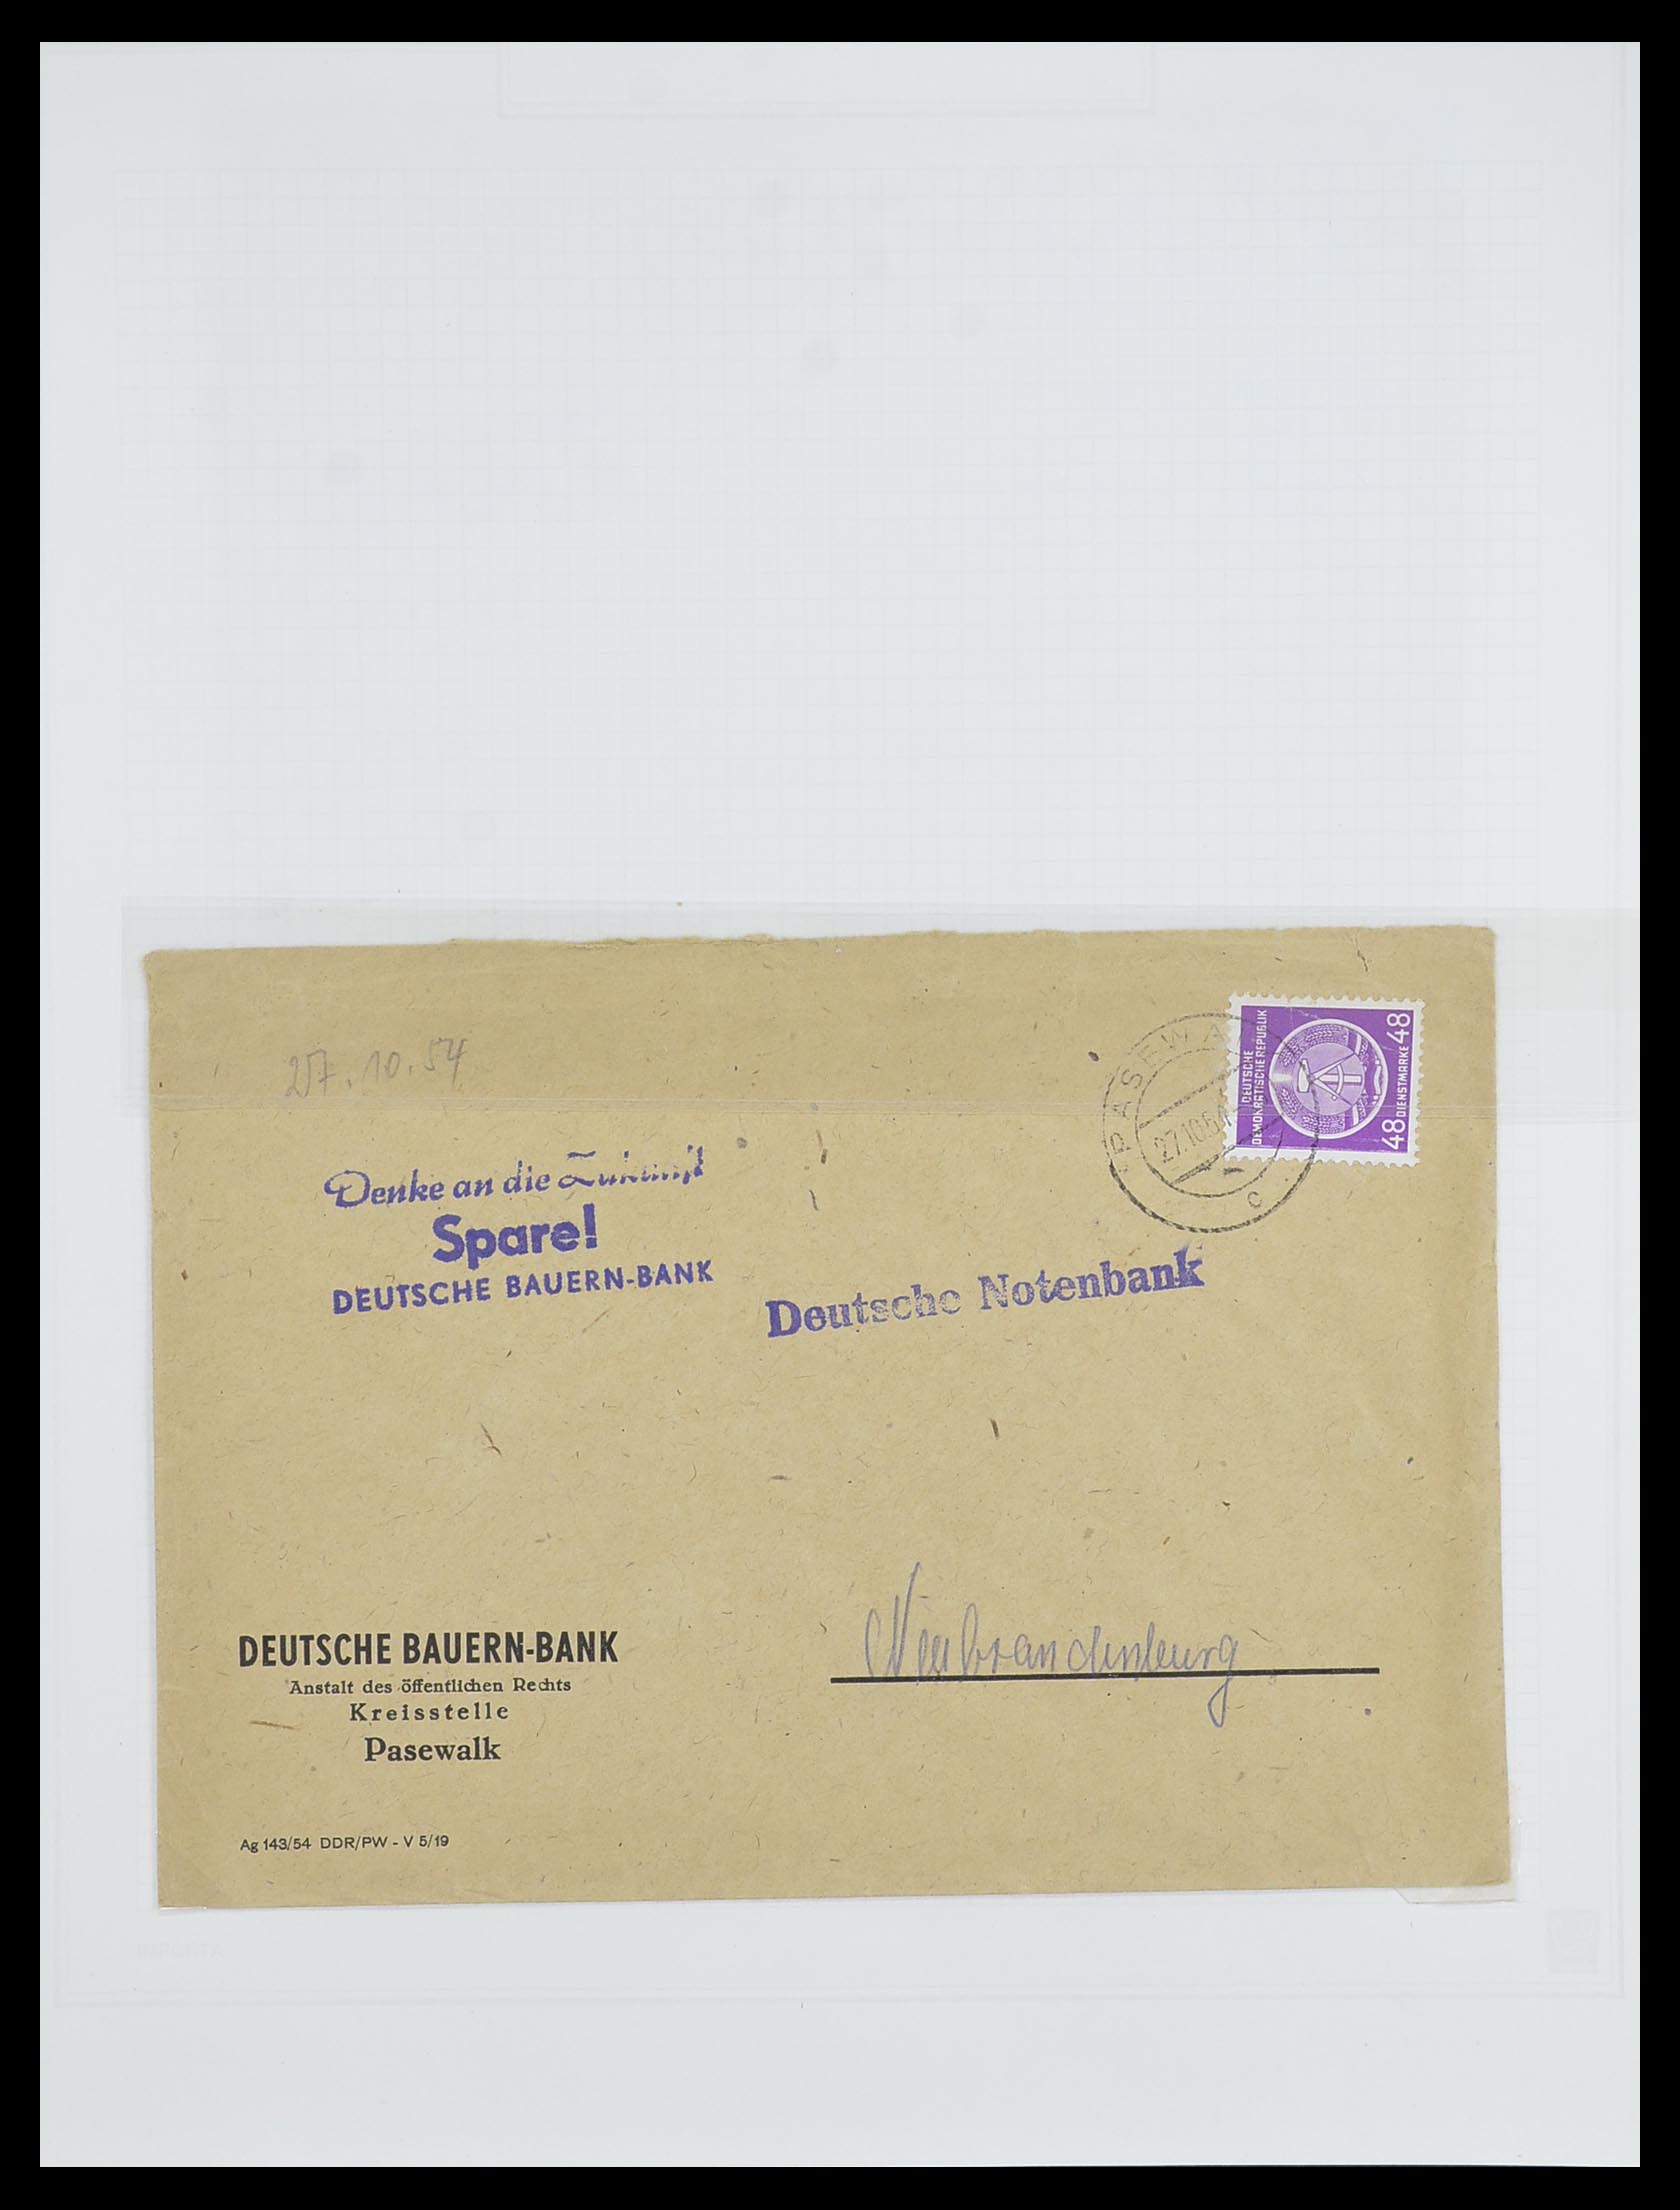 27.10.54
PASEWA
27.10.54
c
DEUTSCHE
DEMOKRATISCHE REPUBLIK
48 DIENSTMARKE 48
Denke an die Zukunft
Spare!
DEUTSCHE BAUERN-BANK
Deutsche Notenbank
Neubrandenburg
DEUTSCHE BAUERN-BANK
Anstalt des öffentlichen Rechts
Kreisstelle
Pasewalk
Ag 143/54 DDR/PW - V 5/19